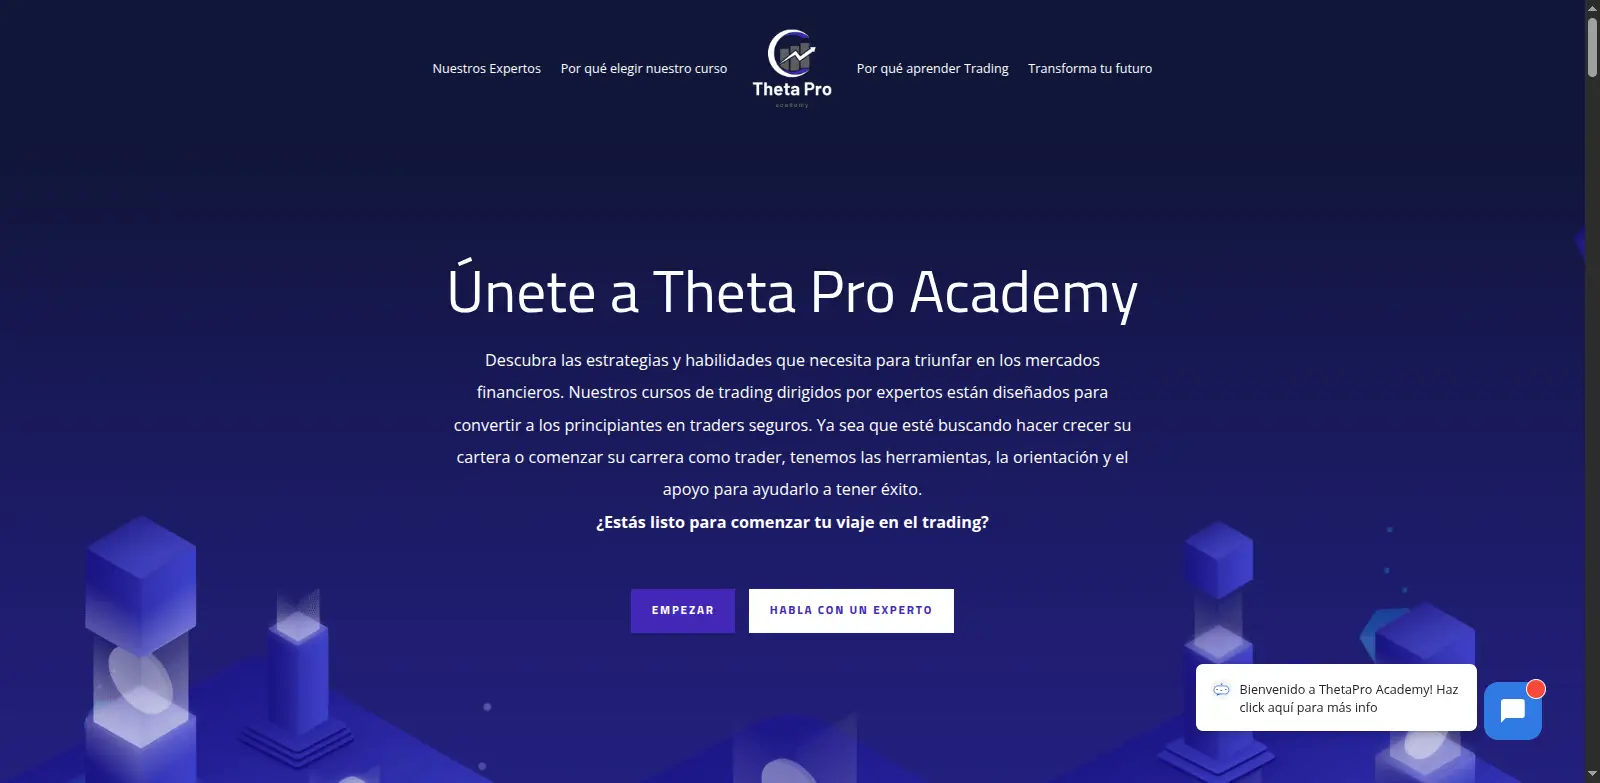 Nuestros Expertos
Por qué elegir nuestro curso
Theta Pro
academy
Por qué aprender Trading
Transforma tu futuro
Únete a Theta Pro Academy
Descubra las estrategias y habilidades que necesita para triunfar en los mercados
financieros. Nuestros cursos de trading dirigidos por expertos están diseñados para
convertir a los principiantes en traders seguros. Ya sea que esté buscando hacer crecer su
cartera o comenzar su carrera como trader, tenemos las herramientas, la orientación y el
apoyo para ayudarlo a tener éxito.
¿Estás listo para comenzar tu viaje en el trading?
EMPEZAR
HABLA CON UN EXPERTO
Bienvenido a ThetaPro Academy! Haz
click aquí para más info